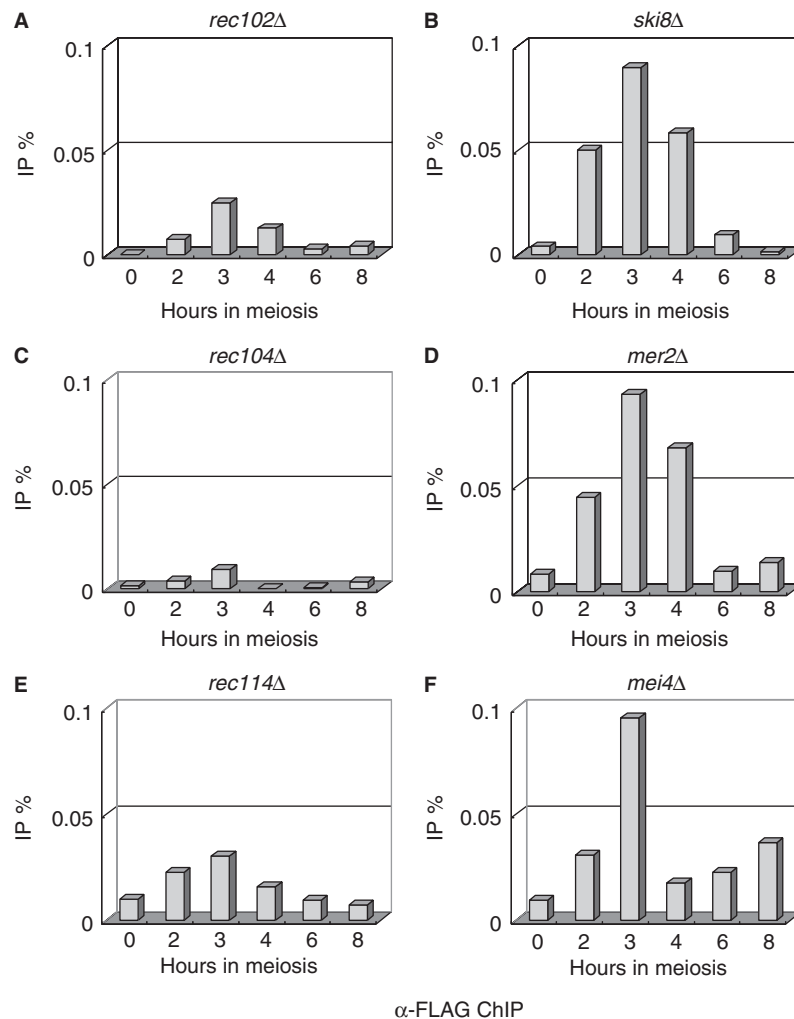 A
rec102Δ
0.1
0.05
0
IP %
0 2 3 4 6 8
Hours in meiosis
B
ski8Δ
0.1
0.05
0
IP %
0 2 3 4 6 8
Hours in meiosis
C
rec104Δ
0.1
0.05
0
IP %
0 2 3 4 6 8
Hours in meiosis
D
mer2Δ
0.1
0.05
0
IP %
0 2 3 4 6 8
Hours in meiosis
E
rec114Δ
0.1
0.05
0
IP %
0 2 3 4 6 8
Hours in meiosis
F
mei4Δ
0.1
0.05
0
IP %
0 2 3 4 6 8
Hours in meiosis
α-FLAG ChIP